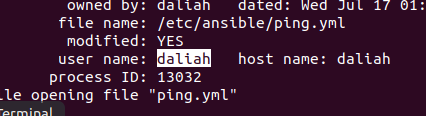 owned by: daliah   dated: Wed Jul 17 01:
file name: /etc/ansible/ping.yml
modified: YES
user name: daliah   host name: daliah
process ID: 13032
opening file "ping.yml"
Terminal